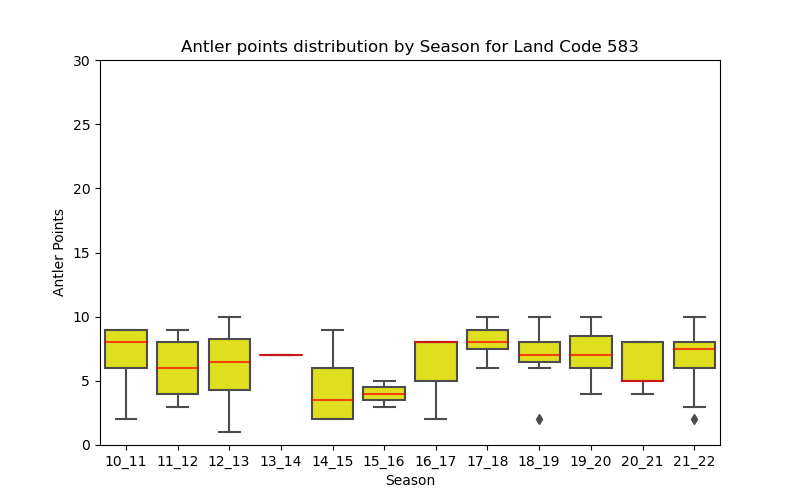 Antler points distribution by Season for Land Code 583
30
25
20
15
10
5
0
Antler Points
10_11 11_12 12_13 13_14 14_15 15_16 16_17 17_18 18_19 19_20 20_21 21_22
Season